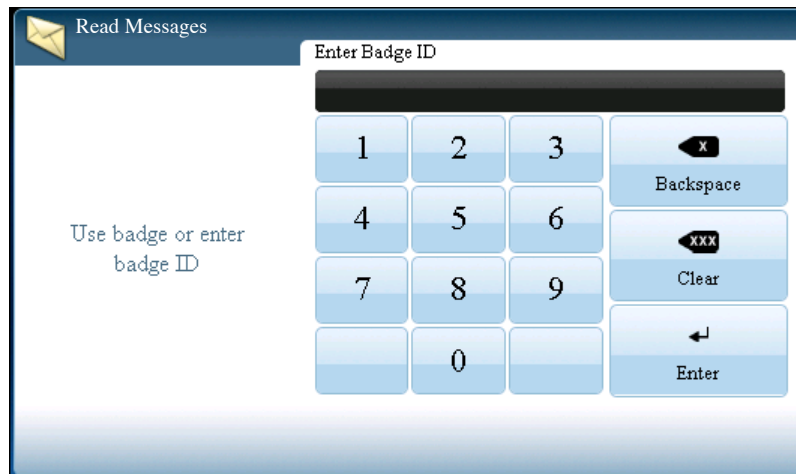 Read Messages
Enter Badge ID
1 2 3
Backspace
4 5 6
Use badge or enter
badge ID
Clear
7 8 9
0
Enter